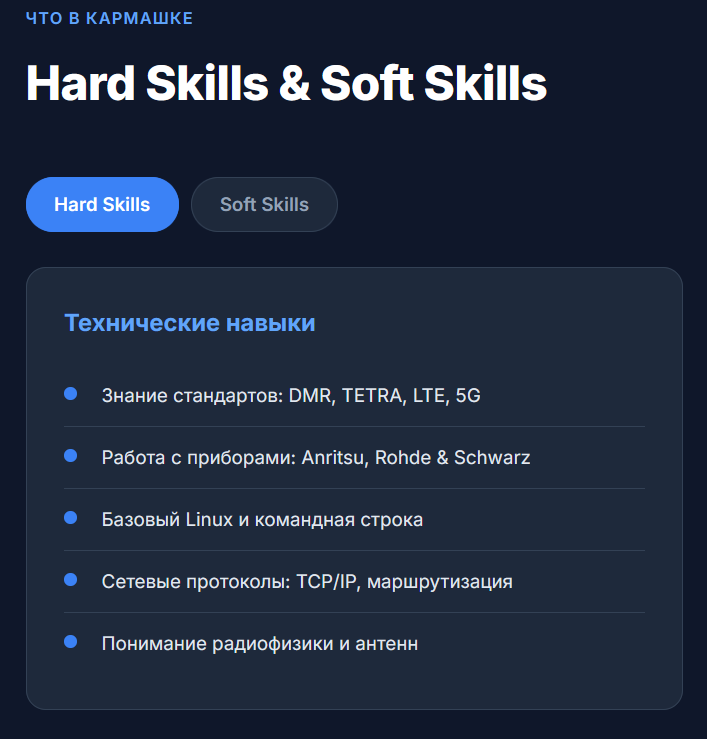 ЧТО В КАРМАШКЕ
Hard Skills & Soft Skills
Hard Skills
Soft Skills
Технические навыки
Знание стандартов: DMR, TETRA, LTE, 5G
Работа с приборами: Anritsu, Rohde & Schwarz
Базовый Linux и командная строка
Сетевые протоколы: TCP/IP, маршрутизация
Понимание радиофизики и антенн